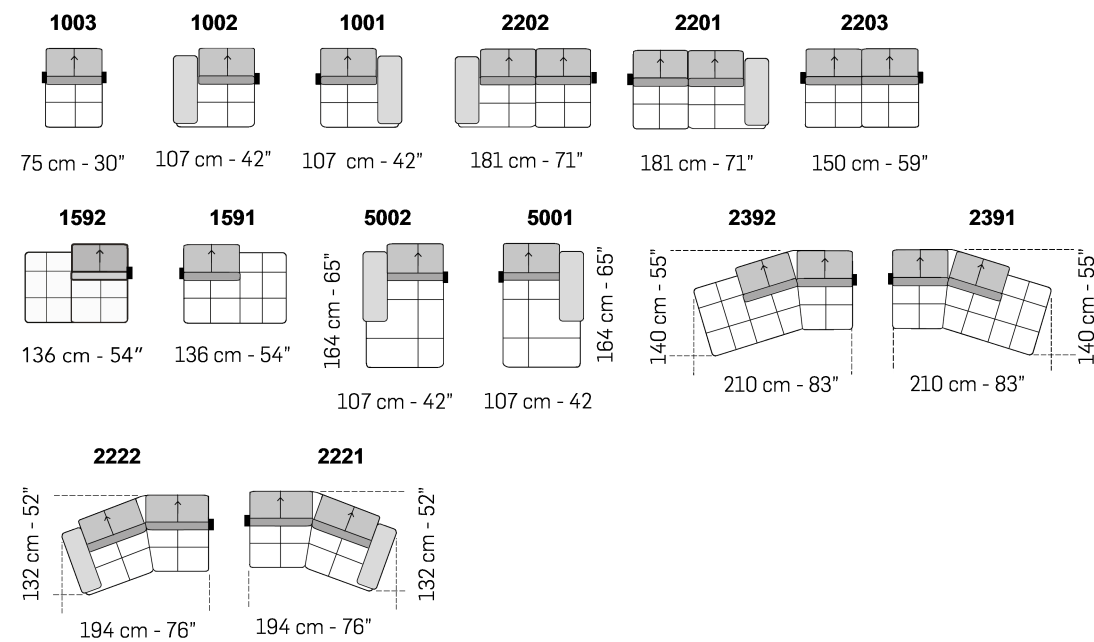 1003 1002 1001 2202 2201 2203
75 cm - 30” 107 cm - 42” 107 cm - 42” 181 cm - 71” 181 cm - 71” 150 cm - 59”
1592 1591 5002 5001 2392 2391
164 cm - 65” 164 cm - 65” 140 cm - 55” 140 cm - 55”
136 cm - 54” 136 cm - 54” 107 cm - 42” 107 cm - 42 210 cm - 83” 210 cm - 83”
2222 2221
132 cm - 52” 132 cm - 52”
194 cm - 76” 194 cm - 76”